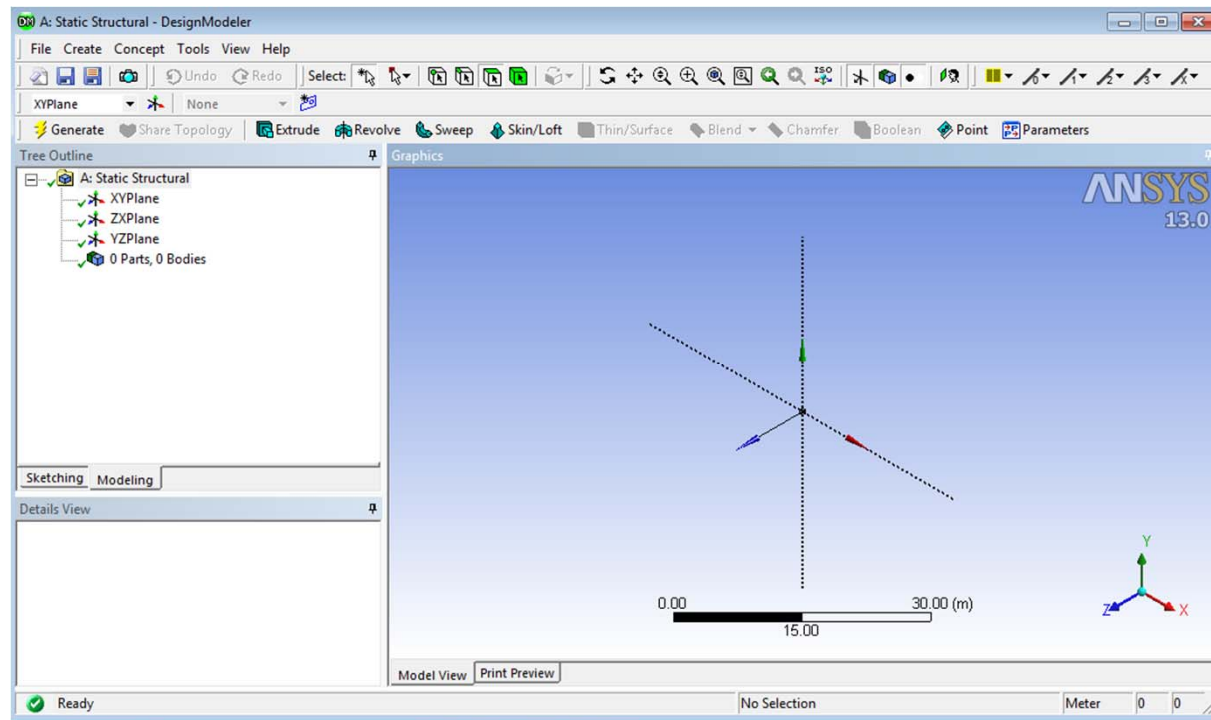 DM A: Static Structural - DesignModeler
File Create Concept Tools View Help
Undo Redo Select: ISO
XYPlane None
Generate Share Topology Extrude Revolve Sweep Skin/Loft Thin/Surface Blend Chamfer Boolean Point Parameters
Tree Outline
A: Static Structural
XYPlane
ZXPlane
YZPlane
0 Parts, 0 Bodies
Sketching Modeling
Details View
Graphics
ANSYS
13.0
0.00 30.00 (m)
15.00
Y
Z X
Model View Print Preview
Ready No Selection Meter 0 0